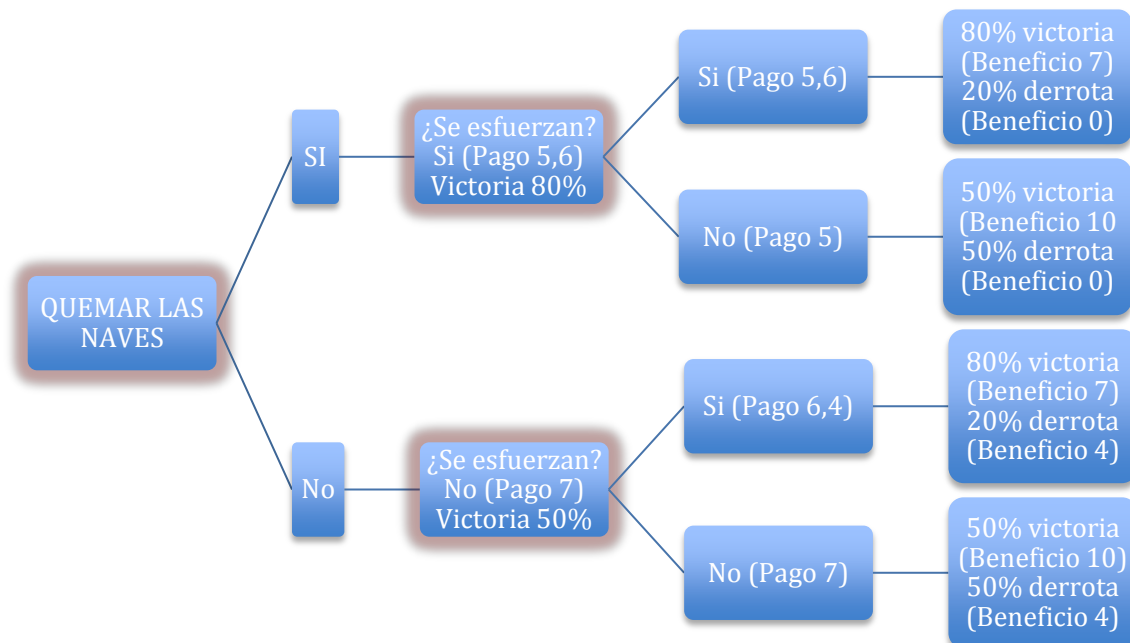 QUEMAR LAS
NAVES
SI
¿Se esfuerzan?
Si (Pago 5,6)
Victoria 80%
Si (Pago 5,6)
80% victoria
(Beneficio 7)
20% derrota
(Beneficio 0)
No (Pago 5)
50% victoria
(Beneficio 10
50% derrota
(Beneficio 0)
No
¿Se esfuerzan?
No (Pago 7)
Victoria 50%
Si (Pago 6,4)
80% victoria
(Beneficio 7)
20% derrota
(Beneficio 4)
No (Pago 7)
50% victoria
(Beneficio 10)
50% derrota
(Beneficio 4)